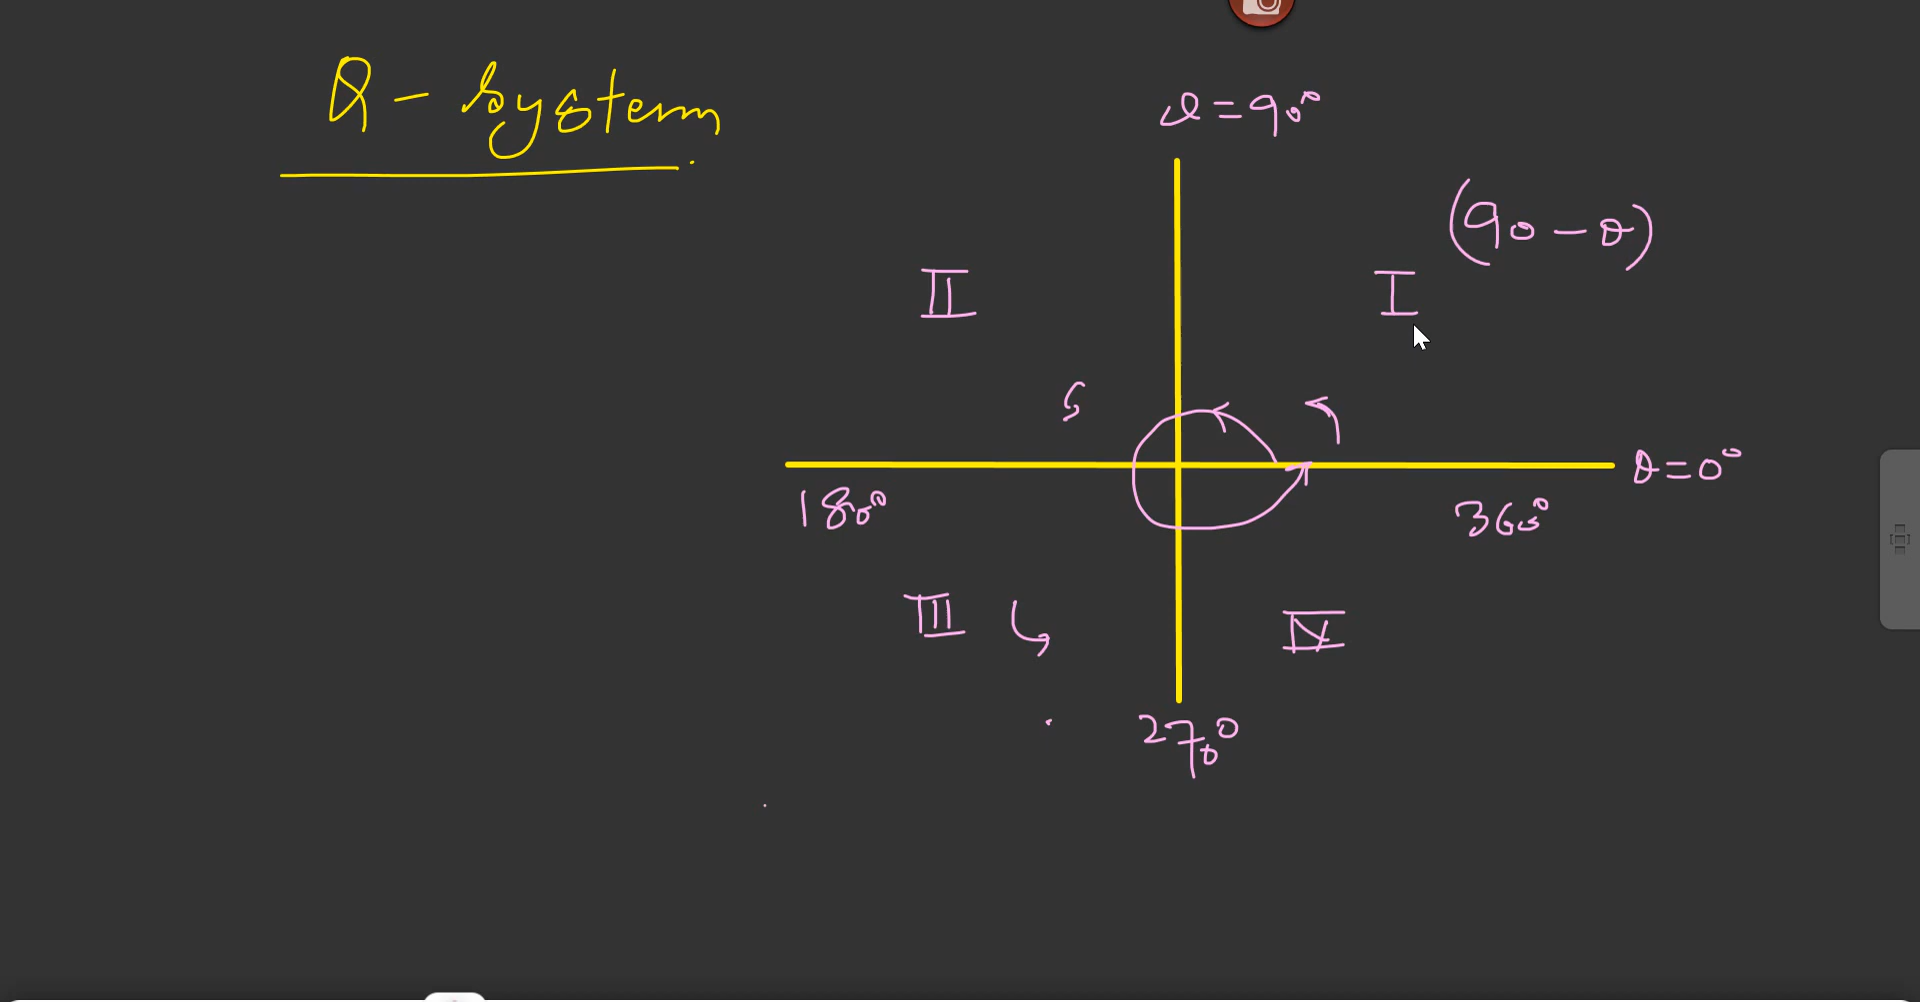 Q - System
θ = 90°
(90 - θ)
II
I
θ = 0°
180°
360°
III
IV
270°